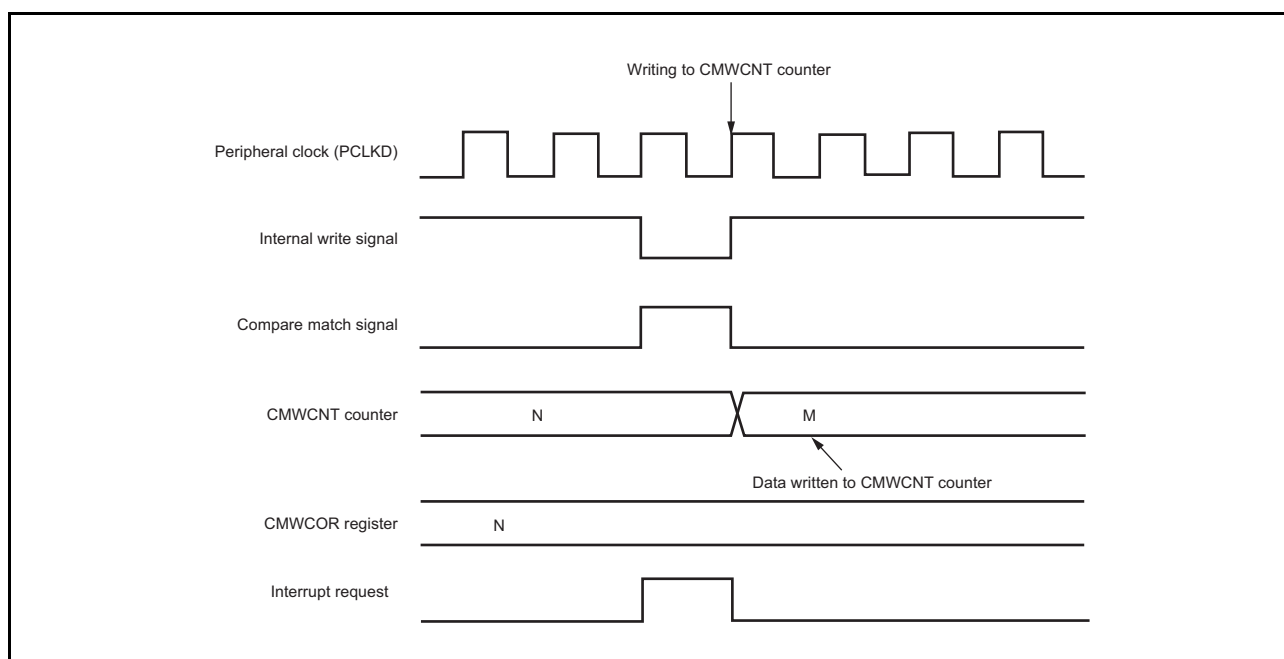 Writing to CMWCNT counter
Peripheral clock (PCLKD)
Internal write signal
Compare match signal
CMWCNT counter
N
M
Data written to CMWCNT counter
CMWCOR register
N
Interrupt request